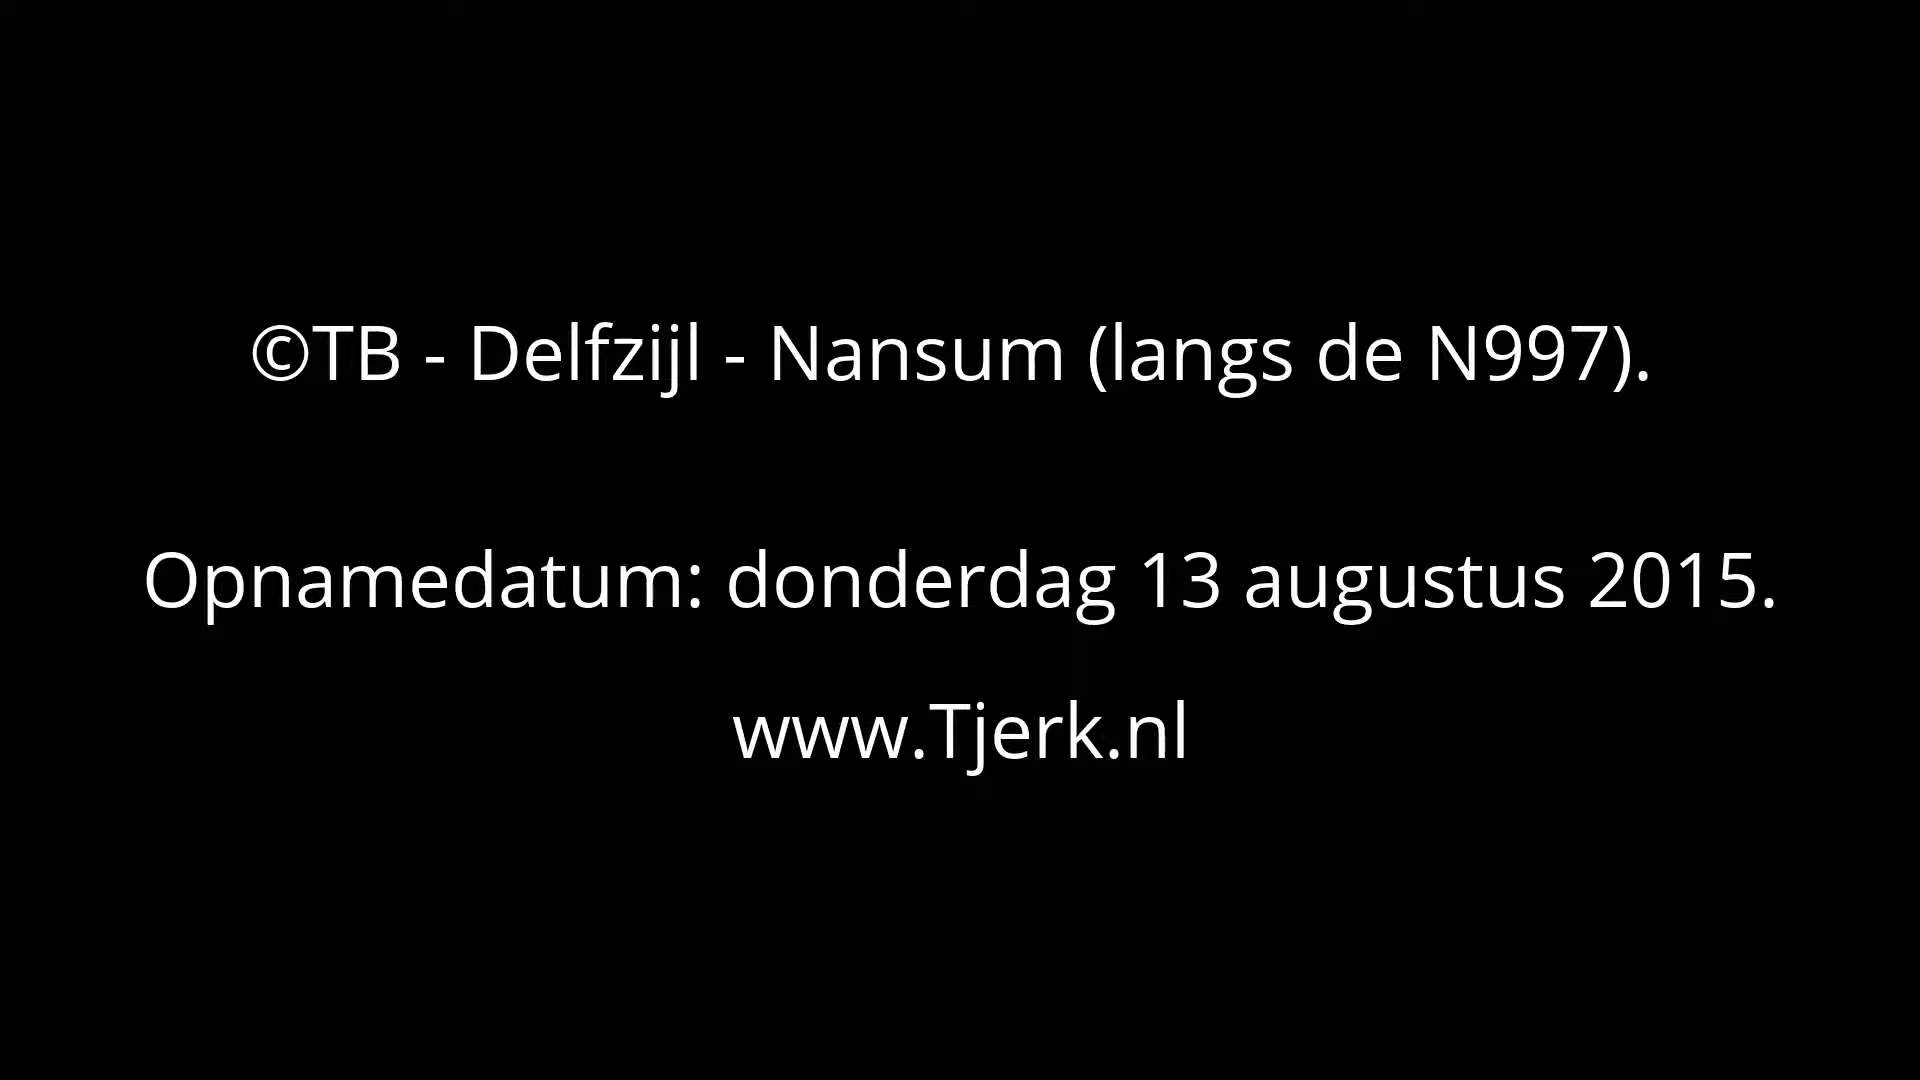 ©TB - Delfzijl - Nansum (langs de N997).
Opnamedatum: donderdag 13 augustus 2015.
www.Tjerk.nl